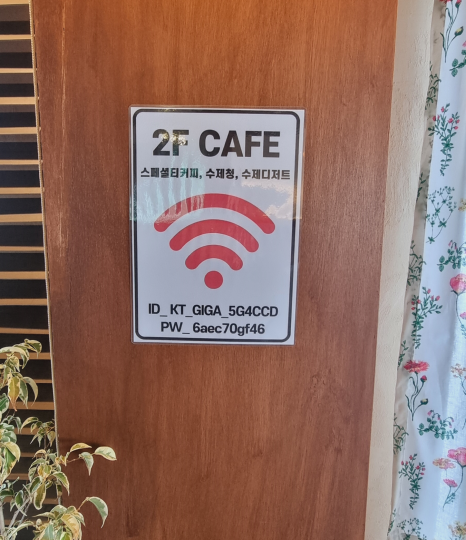 2F CAFE
스페셜티커피, 수제청, 수제디저트
ID_ KT_GIGA_5G4CCD
PW_ 6aec70gf46